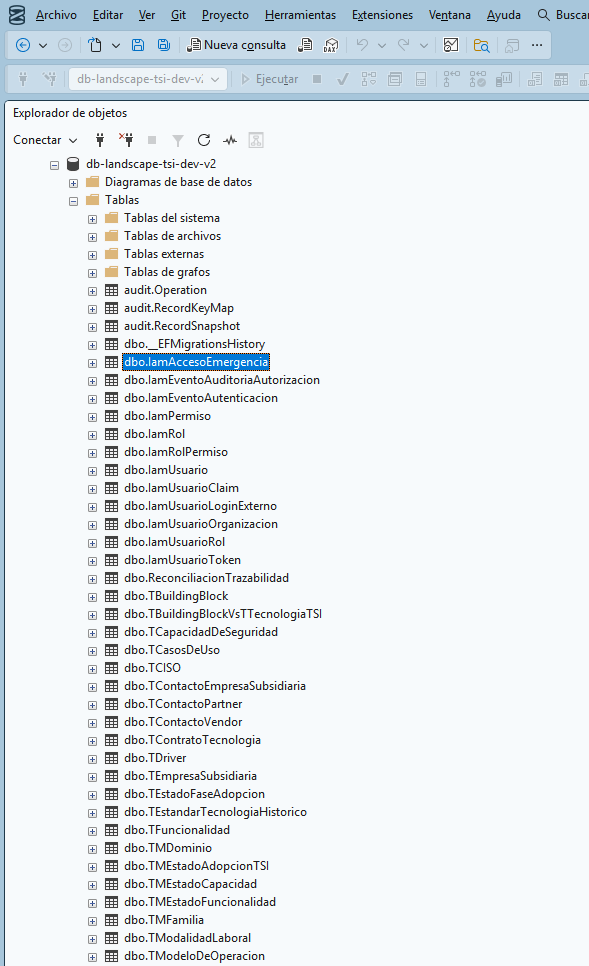 Archivo Editar Ver Git Proyecto Herramientas Extensiones Ventana Ayuda Buscar
Nueva consulta DAX
db-landscape-tsi-dev-v2 Ejecutar
Explorador de objetos
Conectar
db-landscape-tsi-dev-v2
Diagramas de base de datos
Tablas
Tablas del sistema
Tablas de archivos
Tablas externas
Tablas de grafos
audit.Operation
audit.RecordKeyMap
audit.RecordSnapshot
dbo.__EFMigrationsHistory
dbo.IamAccesoEmergencia
dbo.IamEventoAuditoriaAutorizacion
dbo.IamEventoAutenticacion
dbo.IamPermiso
dbo.IamRol
dbo.IamRolPermiso
dbo.IamUsuario
dbo.IamUsuarioClaim
dbo.IamUsuarioLoginExterno
dbo.IamUsuarioOrganizacion
dbo.IamUsuarioRol
dbo.IamUsuarioToken
dbo.ReconciliacionTrazabilidad
dbo.TBuildingBlock
dbo.TBuildingBlockVsTTecnologiaTSI
dbo.TCapacidadDeSeguridad
dbo.TCasosDeUso
dbo.TCISO
dbo.TContactoEmpresaSubsidiaria
dbo.TContactoPartner
dbo.TContactoVendor
dbo.TContratoTecnologia
dbo.TDriver
dbo.TEmpresaSubsidiaria
dbo.TEstadoFaseAdopcion
dbo.TEstandarTecnologiaHistorico
dbo.TFuncionalidad
dbo.TMDominio
dbo.TMEstadoAdopcionTSI
dbo.TMEstadoCapacidad
dbo.TMEstadoFuncionalidad
dbo.TMFamilia
dbo.TModalidadLaboral
dbo.TModeloDeOperacion